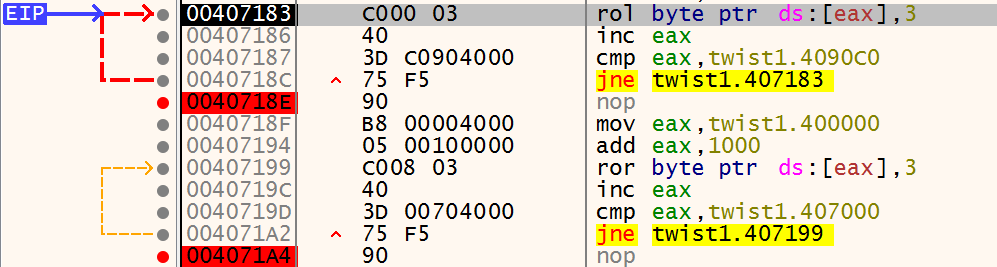 EIP 00407183 C000 03 rol byte ptr ds:[eax],3
00407186 40 inc eax
00407187 3D C0904000 cmp eax,twist1.4090C0
0040718C ^ 75 F5 jne twist1.407183
0040718E 90 nop
0040718F B8 00004000 mov eax,twist1.400000
00407194 05 00100000 add eax,1000
00407199 C008 03 ror byte ptr ds:[eax],3
0040719C 40 inc eax
0040719D 3D 00704000 cmp eax,twist1.407000
004071A2 ^ 75 F5 jne twist1.407199
004071A4 90 nop